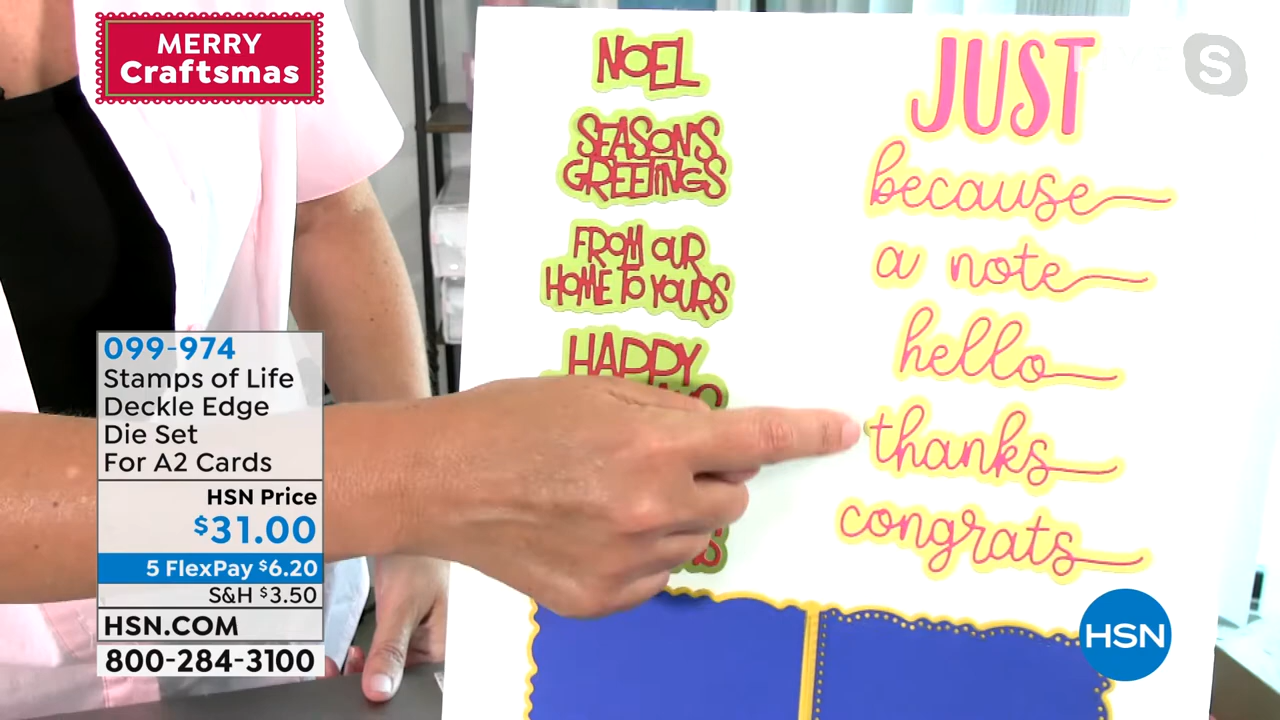 MERRY
Craftsmas
NOEL
SEASON'S
GREETINGS
FROM OUR
HOME TO YOURS
HAPPY
JUST
because
a note
hello
thanks
congrats
099-974
Stamps of Life
Deckle Edge
Die Set
For A2 Cards
HSN Price
$31.00
5 FlexPay $6.20
S&H $3.50
HSN.COM
800-284-3100
HSN
S